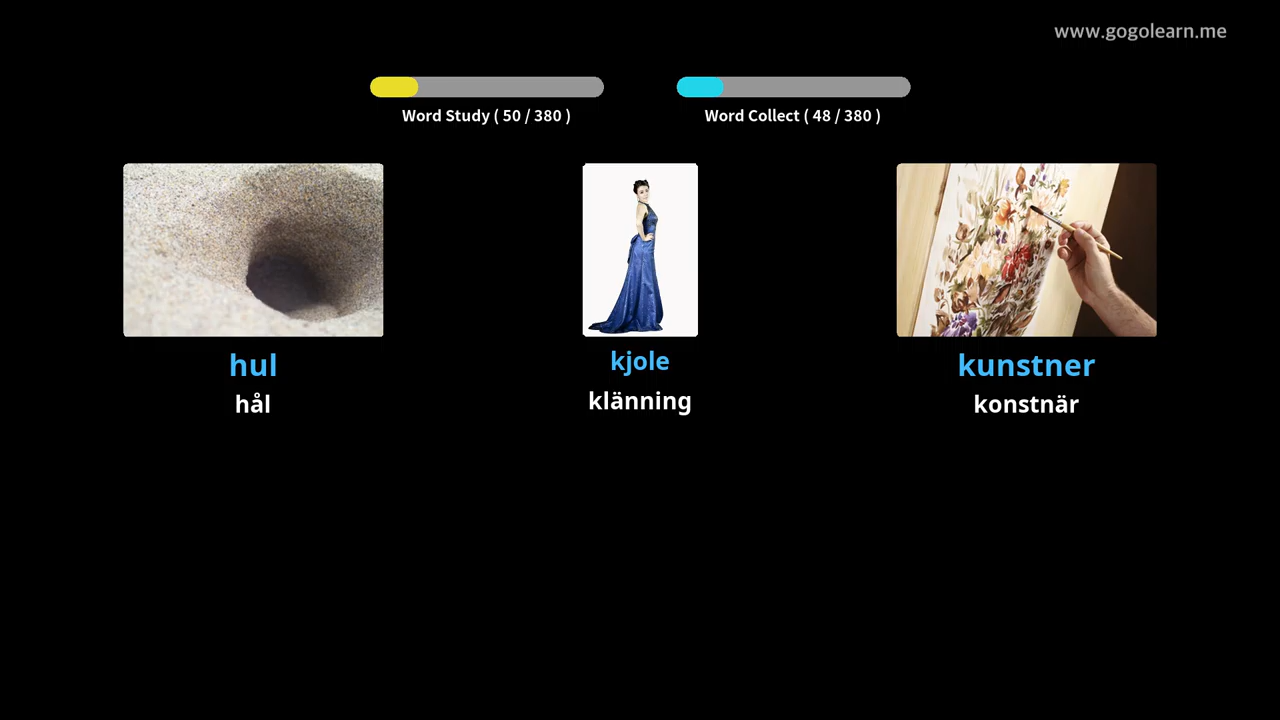 www.gogolearn.me
Word Study ( 50 / 380 )
Word Collect ( 48 / 380 )
hul
hål
kjole
klänning
kunstner
konstnär